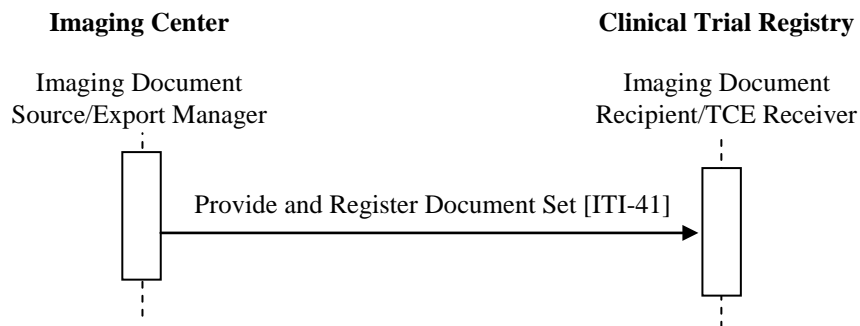 Imaging Center
Clinical Trial Registry
Imaging Document
Source/Export Manager
Imaging Document
Recipient/TCE Receiver
Provide and Register Document Set [ITI-41]